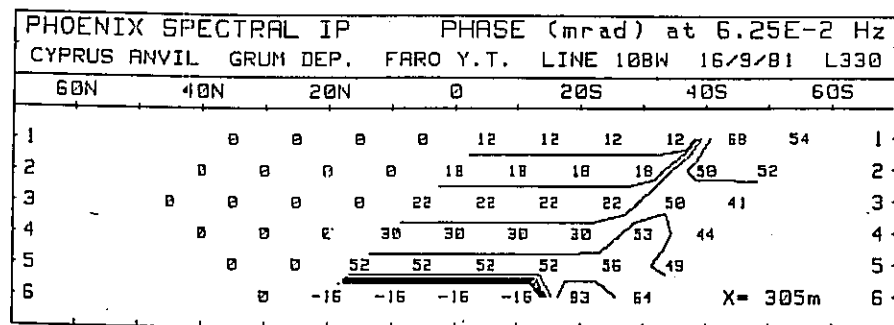 PHOENIX SPECTRAL IP PHASE (mrad) at 6.25E-2 Hz
CYPRUS ANVIL GRUM DEP. FARO Y.T. LINE 10BW 16/9/81 L330
60N 40N 20N 0 20S 40S 60S
1 0 0 0 0 12 12 12 12 68 54 1
2 0 0 0 0 18 18 18 18 50 52 2
3 0 0 0 0 22 22 22 22 50 41 3
4 0 0 0 30 30 30 30 53 44 4
5 0 0 52 52 52 52 56 49 5
6 0 -16 -16 -16 -16 83 64 X= 305m 6